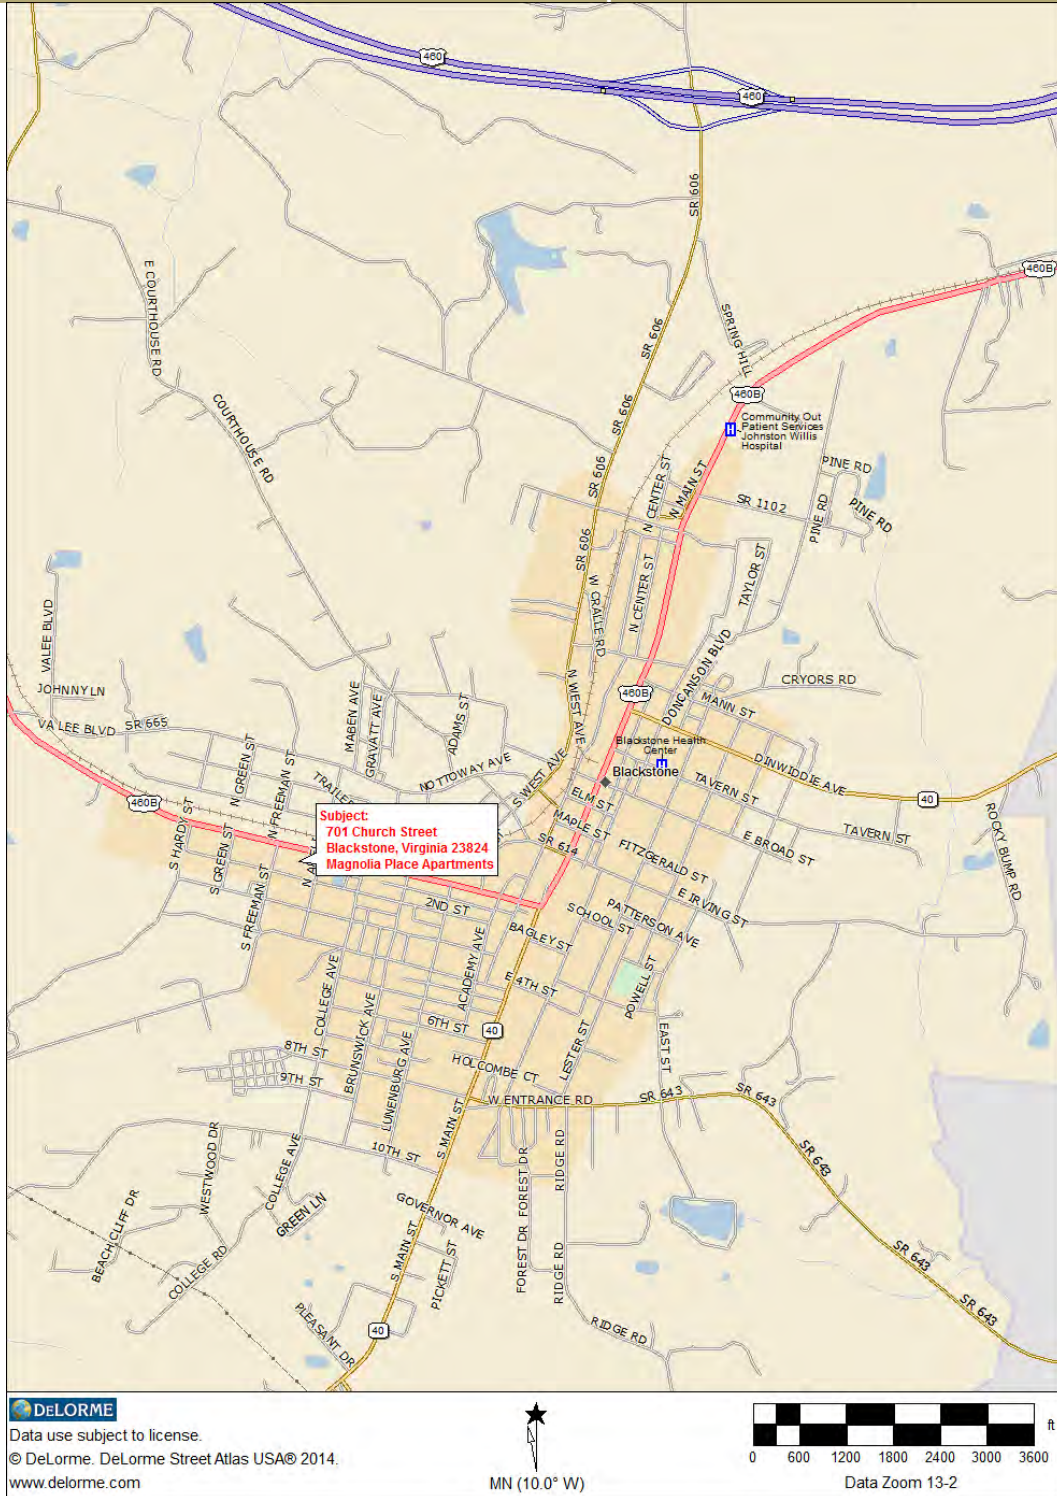 460
460
SR 606
460B
E COURTHOUSE RD
SPRING HILL
SR 606
460B
COURTHOUSE RD
SR 606
Community Out
Patient Services
Johnston Willis
Hospital
H
N MAIN ST
N CENTER ST
SR 606
PINE RD
SR 1102
PINE RD
PINE RD
SR 606
TAYLOR ST
N CENTER ST
W CRALLE RD
VALEE BLVD
DONCANSON BLVD
CRYORS RD
JOHNNY LN
460B
MANN ST
N WEST AVE
MABEN AVE
GRAVATT AVE
ADAMS ST
VA LEE BLVD
SR 665
N GREEN ST
N FREEMAN ST
TRAILER
NOTTOWAY AVE
S WEST AVE
Blackstone Health
Center
Blackstone
DINWIDDIE AVE
TAVERN ST
40
ELM ST
460B
S HARDY ST
MAPLE ST
SR 614
FITZGERALD ST
E BROAD ST
TAVERN ST
ROCKY BUMP RD
Subject:
701 Church Street
Blackstone, Virginia 23824
Magnolia Place Apartments
S GREEN ST
S FREEMAN ST
2ND ST
SCHOOL ST
PATTERSON AVE
E IRVING ST
BAGLEY ST
ACADEMY AVE
COLLEGE AVE
E 4TH ST
POWELL ST
BRUNSWICK AVE
LUNENBURG AVE
6TH ST
40
8TH ST
9TH ST
HOLCOMBE CT
LESTER ST
EAST ST
W ENTRANCE RD
SR 643
SR 643
SR 643
S MAIN ST
10TH ST
WESTWOOD DR
COLLEGE AVE
FOREST DR
RIDGE RD
BEACH CLIFF DR
GREEN LN
GOVERNOR AVE
COLLEGE RD
S MAIN ST
PICKETT ST
FOREST DR
RIDGE RD
SR 643
SR 643
PLEASANT DR
40
RIDGE RD
DELORME
Data use subject to license.
© DeLorme. DeLorme Street Atlas USA® 2014.
www.delorme.com
MN (10.0° W)
ft
0 600 1200 1800 2400 3000 3600
Data Zoom 13-2